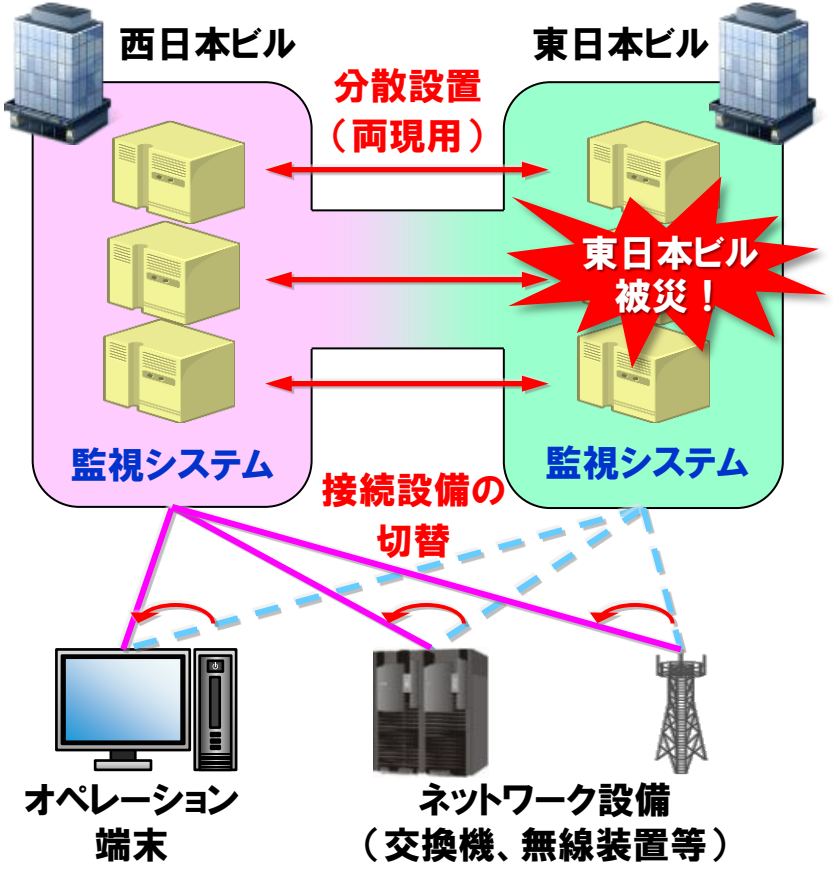 西日本ビル
東日本ビル
分散設置
（両現用）
東日本ビル
被災！
監視システム
監視システム
接続設備の
切替
オペレーション
端末
ネットワーク設備
（交換機、無線装置等）